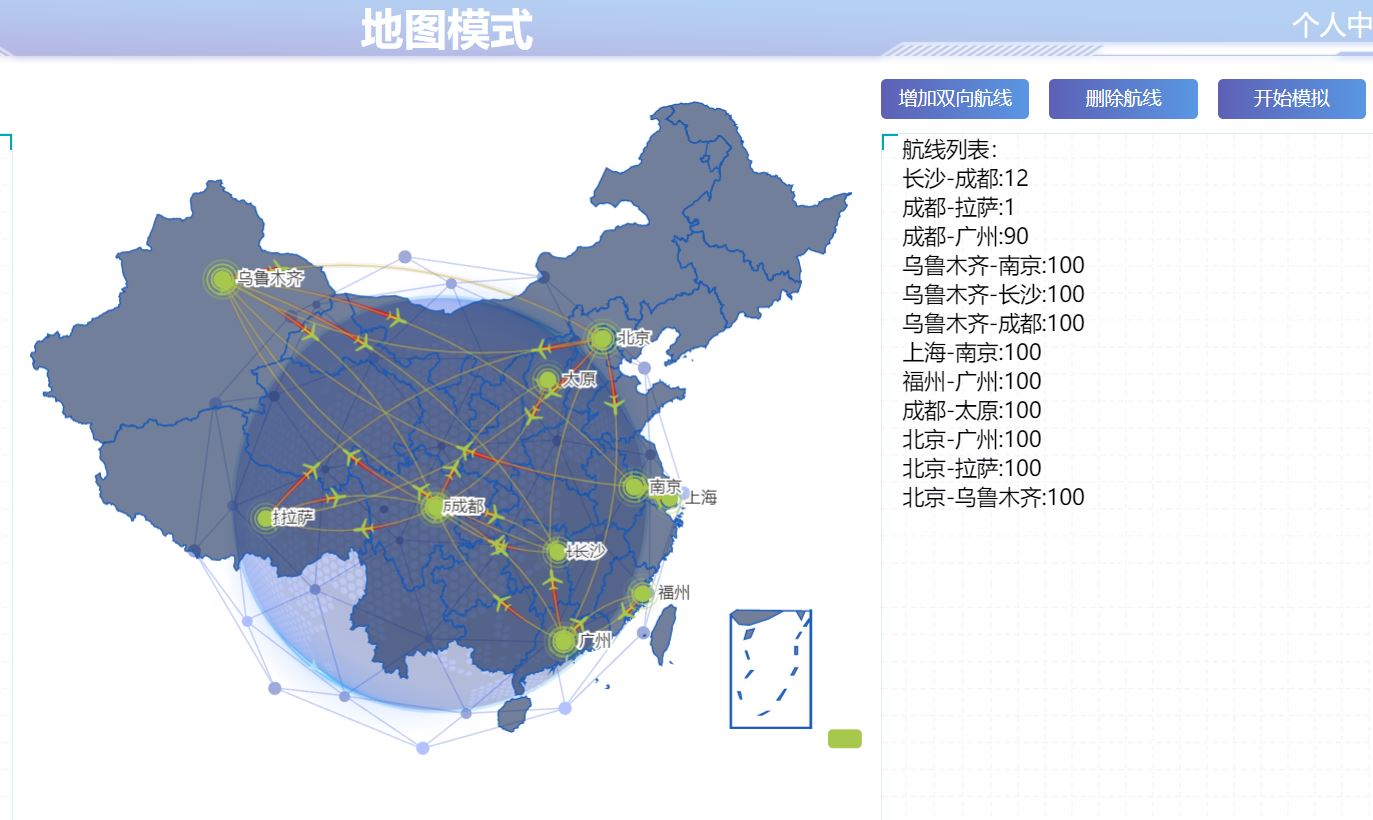 地图模式
个人中
增加双向航线
删除航线
开始模拟
航线列表:
长沙-成都:12
成都-拉萨:1
成都-广州:90
乌鲁木齐-南京:100
乌鲁木齐-长沙:100
乌鲁木齐-成都:100
上海-南京:100
福州-广州:100
成都-太原:100
北京-广州:100
北京-拉萨:100
北京-乌鲁木齐:100
乌鲁木齐
北京
太原
南京
上海
成都
拉萨
长沙
福州
广州